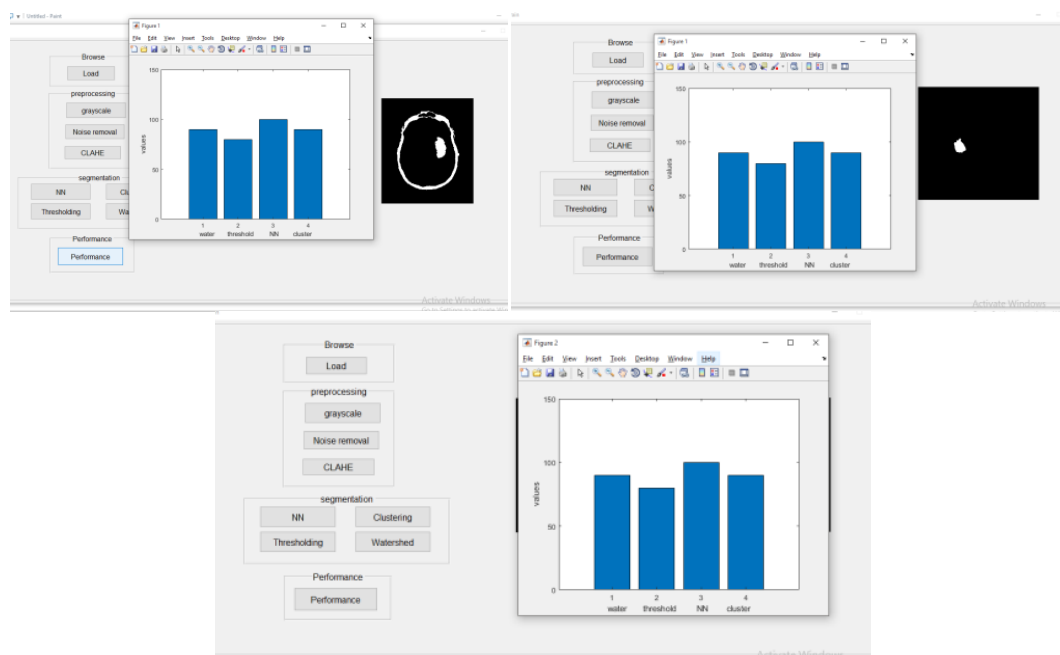 Untitled - Paint
Figure 1
File Edit View Insert Tools Desktop Window Help
Browse
Load
preprocessing
grayscale
Noise removal
CLAHE
segmentation
NN Cl
Thresholding Wa
Performance
Performance
150
100
50
0
values
1 2 3 4
water threshold NN cluster
Activate Windows
Figure 1
File Edit View Insert Tools Desktop Window Help
Browse
Load
preprocessing
grayscale
Noise removal
CLAHE
segmentation
NN C
Thresholding W
Performance
Performance
150
100
50
0
values
1 2 3 4
water threshold NN cluster
Activate Windows
Browse
Load
preprocessing
grayscale
Noise removal
CLAHE
segmentation
NN Clustering
Thresholding Watershed
Performance
Performance
Figure 2
File Edit View Insert Tools Desktop Window Help
150
100
50
0
values
1 2 3 4
water threshold NN cluster
Activate Windows